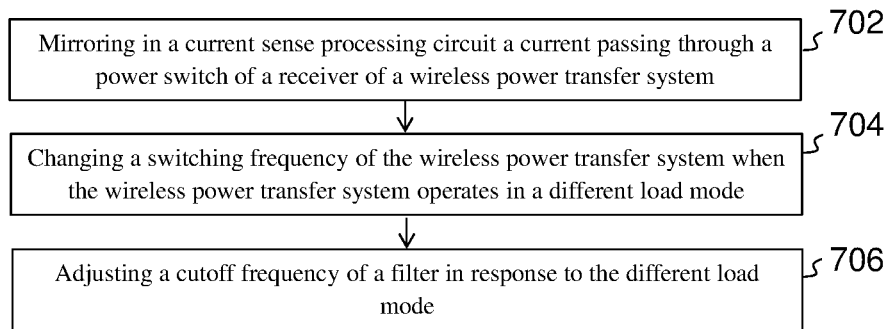 Mirroring in a current sense processing circuit a current passing through a
power switch of a receiver of a wireless power transfer system
702
Changing a switching frequency of the wireless power transfer system when
the wireless power transfer system operates in a different load mode
704
Adjusting a cutoff frequency of a filter in response to the different load
mode
706